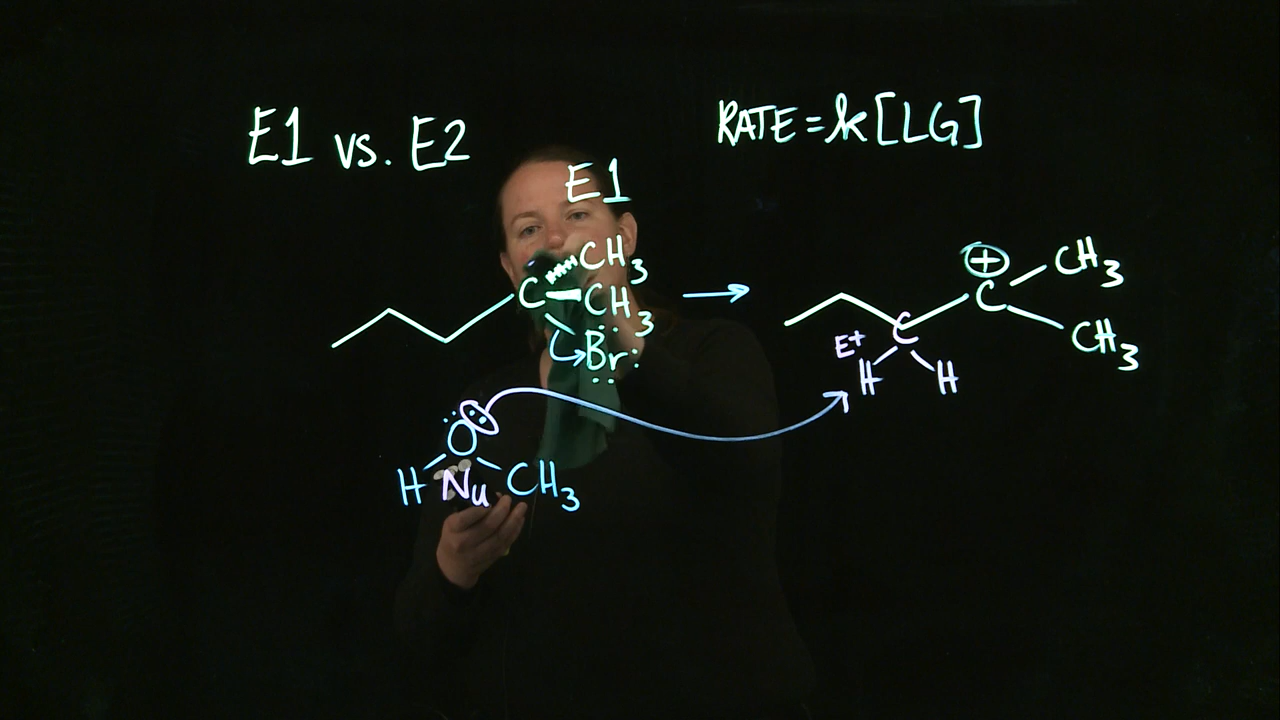 E1 vs. E2
RATE = k[LG]
E1
C CH3
CH3
Br
H O CH3
Nu
C +
CH3
CH3
C
E+
H H